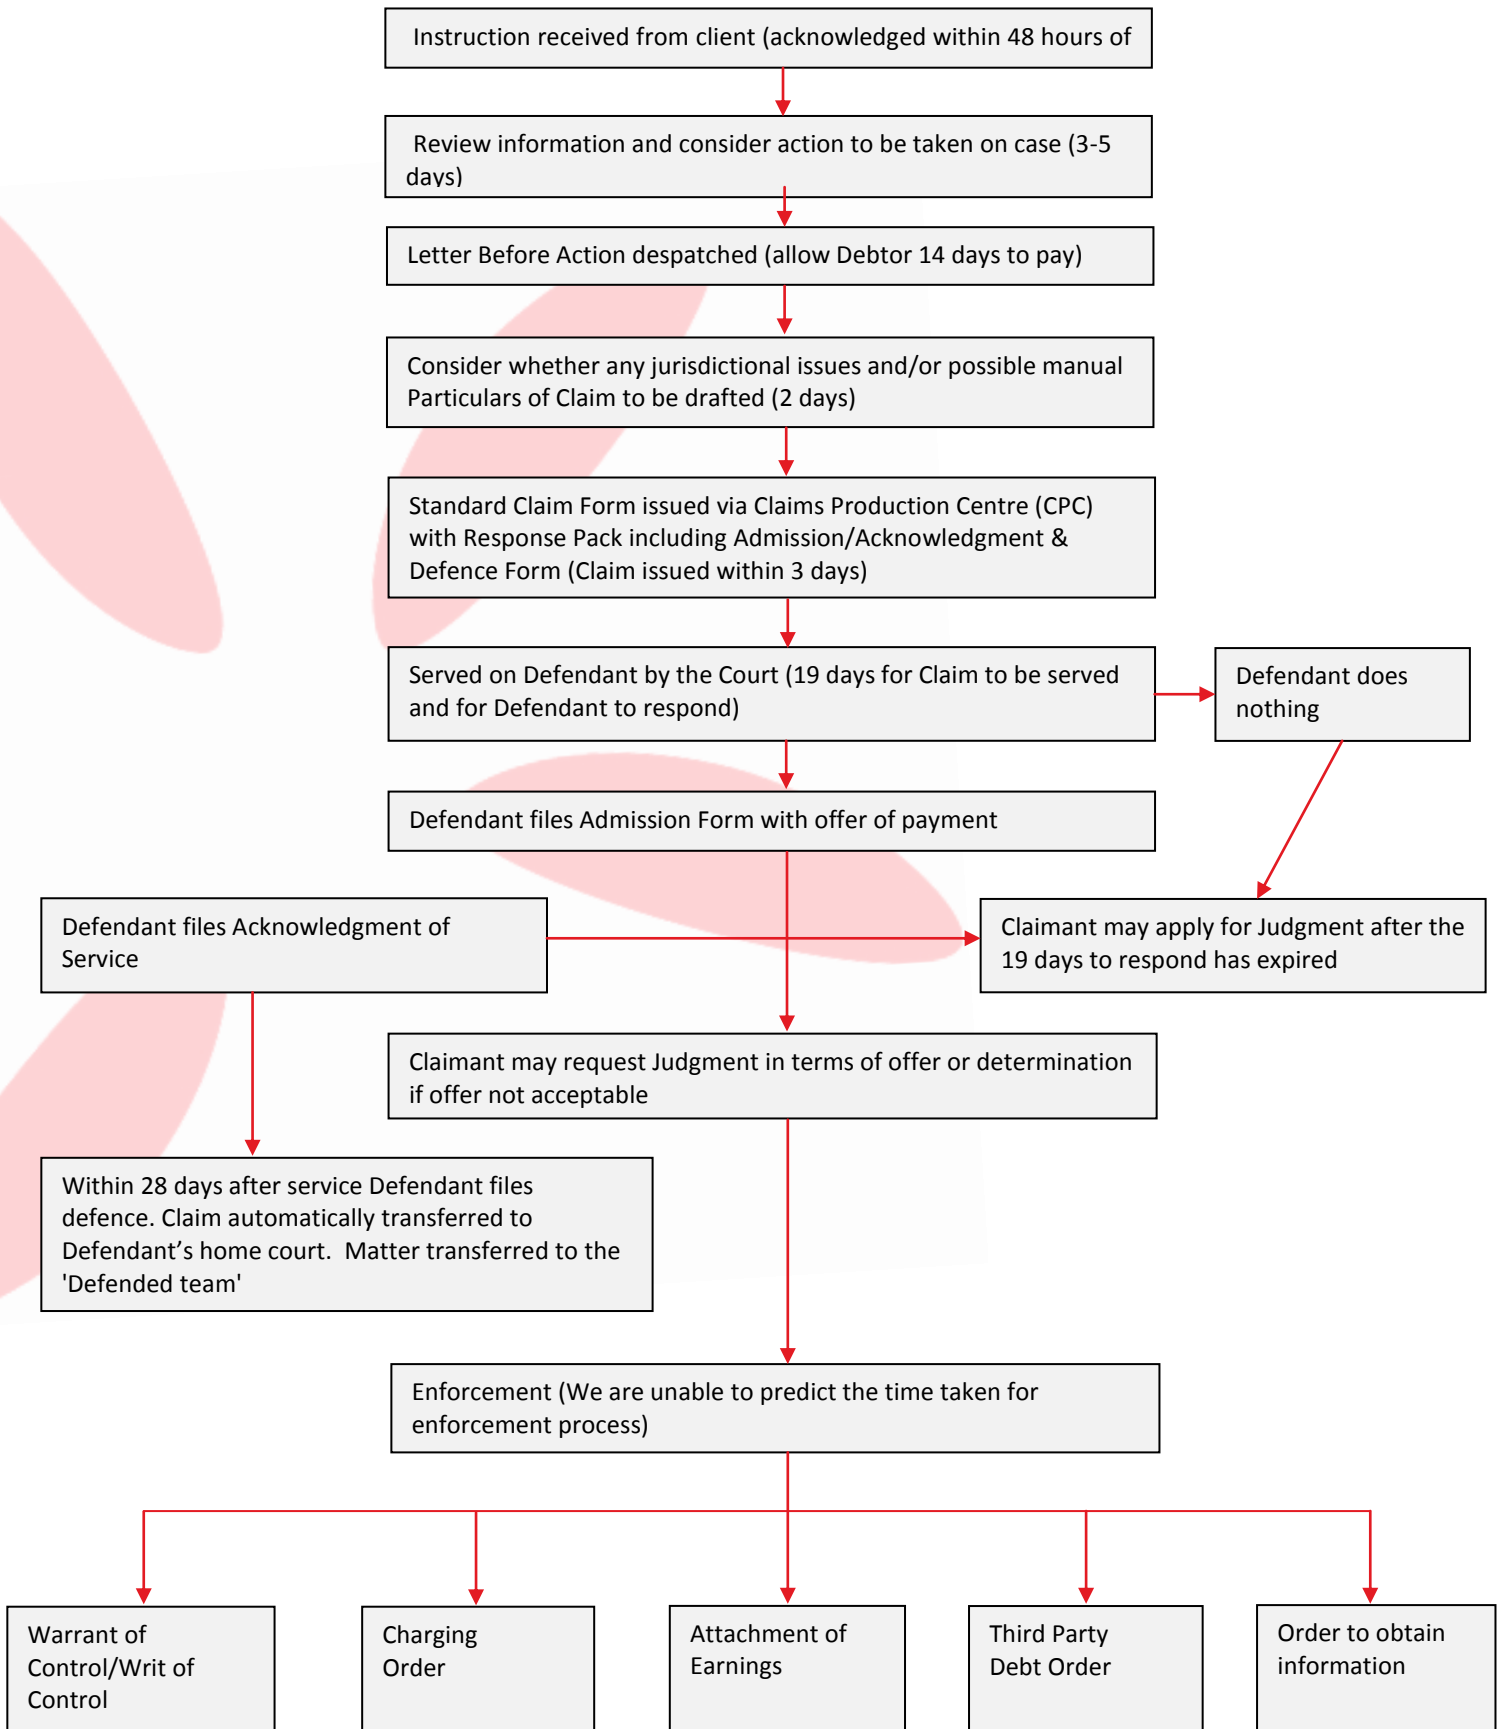 Instruction received from client (acknowledged within 48 hours of
Review information and consider action to be taken on case (3-5
days)
Letter Before Action despatched (allow Debtor 14 days to pay)
Consider whether any jurisdictional issues and/or possible manual
Particulars of Claim to be drafted (2 days)
Standard Claim Form issued via Claims Production Centre (CPC)
with Response Pack including Admission/Acknowledgment &
Defence Form (Claim issued within 3 days)
Served on Defendant by the Court (19 days for Claim to be served
and for Defendant to respond)
Defendant does
nothing
Defendant files Admission Form with offer of payment
Defendant files Acknowledgment of
Service
Claimant may apply for Judgment after the
19 days to respond has expired
Claimant may request Judgment in terms of offer or determination
if offer not acceptable
Within 28 days after service Defendant files
defence. Claim automatically transferred to
Defendant’s home court.  Matter transferred to the
'Defended team'
Enforcement (We are unable to predict the time taken for
enforcement process)
Warrant of
Control/Writ of
Control
Charging
Order
Attachment of
Earnings
Third Party
Debt Order
Order to obtain
information